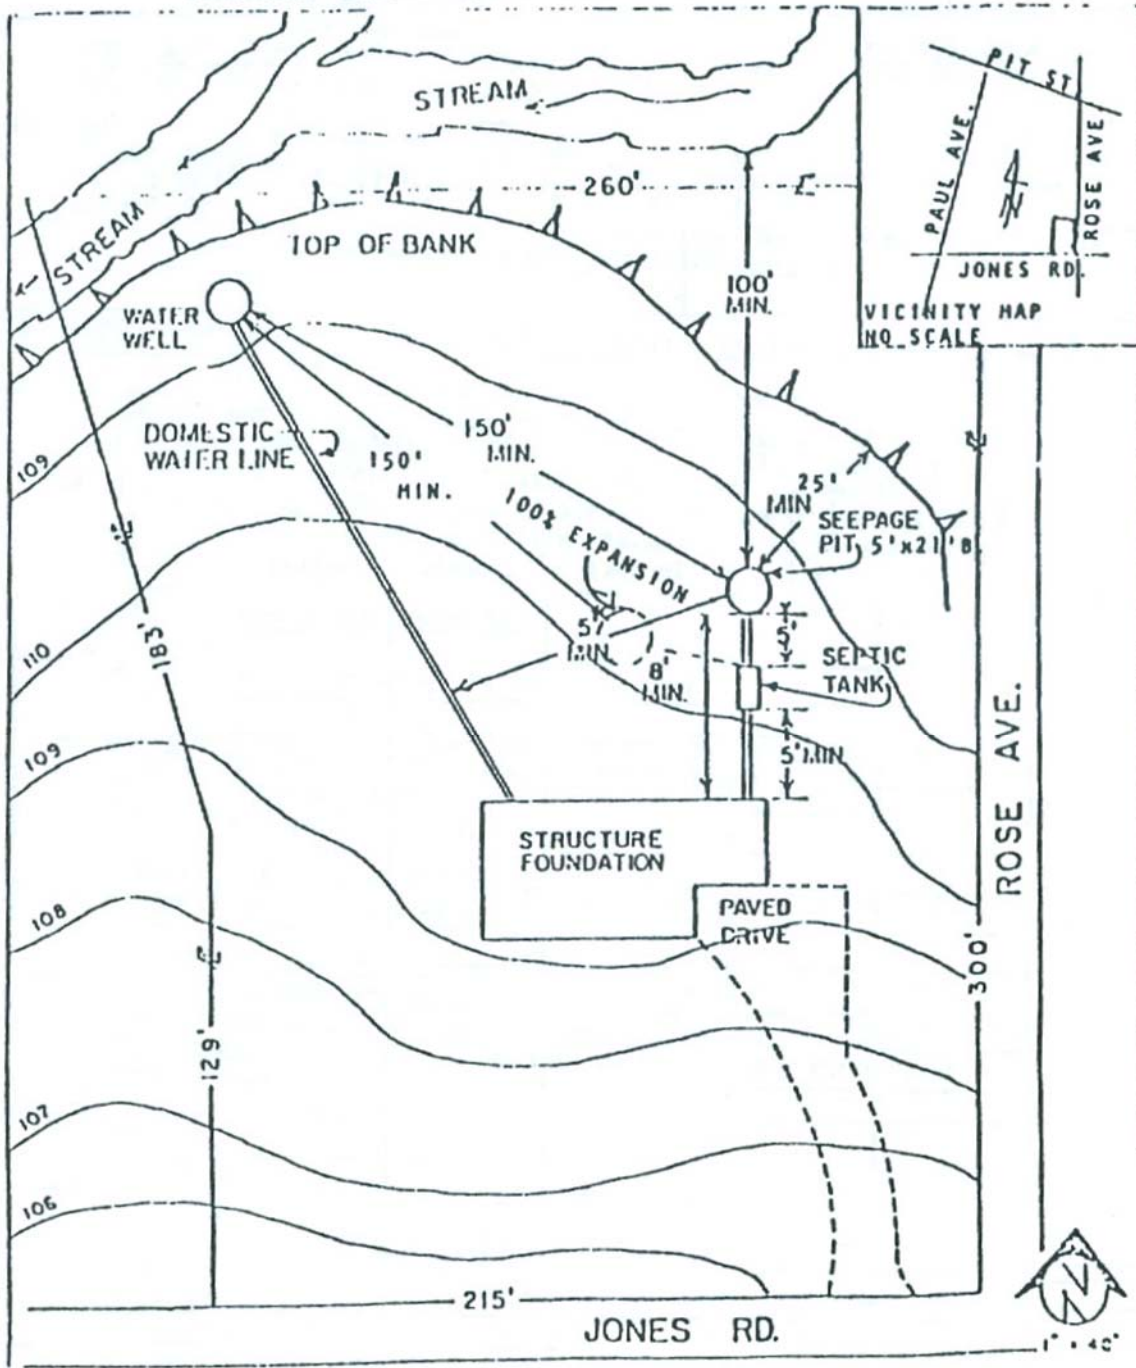 STREAM
260'
STREAM
TOP OF BANK
WATER
WELL
100'
MIN.
PIT ST
PAUL AVE.
ROSE AVE.
N
JONES RD.
VICINITY MAP
NO SCALE
109
DOMESTIC
WATER LINE
150'
MIN.
150'
MIN.
25'
MIN
100% EXPANSION
SEEPAGE
PIT, 5'x21'B.
110
183'
5'
MIN.
8'
MIN.
5'
SEPTIC
TANK
5' MIN
109
STRUCTURE
FOUNDATION
PAVED
DRIVE
ROSE AVE.
108
300'
129'
107
106
215'
JONES RD.
N